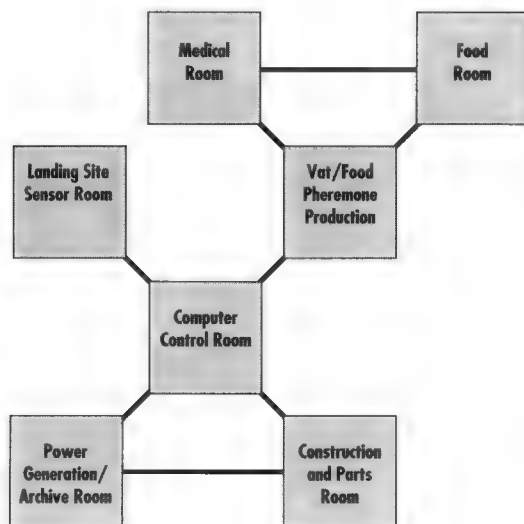 Medical
Room
Food
Room
Landing Site
Sensor Room
Vat/Food
Pheremone
Production
Computer
Control Room
Power
Generation/
Archive Room
Construction
and Parts
Room